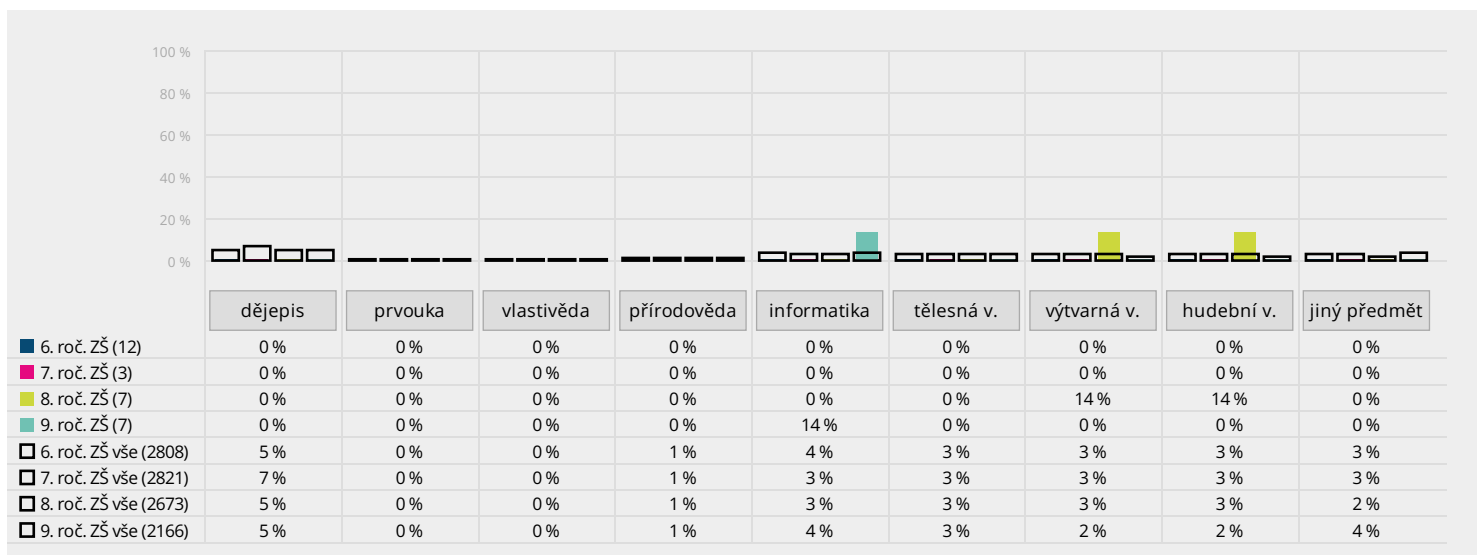 100 %
80 %
60 %
40 %
20 %
0 %
dějepis prvouka vlastivěda přírodověda informatika tělesná v. výtvarná v. hudební v. jiný předmět
6. roč. ZŠ (12) 0 % 0 % 0 % 0 % 0 % 0 % 0 % 0 % 0 %
7. roč. ZŠ (3) 0 % 0 % 0 % 0 % 0 % 0 % 0 % 0 % 0 %
8. roč. ZŠ (7) 0 % 0 % 0 % 0 % 0 % 0 % 14 % 14 % 0 %
9. roč. ZŠ (7) 0 % 0 % 0 % 0 % 14 % 0 % 0 % 0 % 0 %
6. roč. ZŠ vše (2808) 5 % 0 % 0 % 1 % 4 % 3 % 3 % 3 % 3 %
7. roč. ZŠ vše (2821) 7 % 0 % 0 % 1 % 3 % 3 % 3 % 3 % 3 %
8. roč. ZŠ vše (2673) 5 % 0 % 0 % 1 % 3 % 3 % 3 % 3 % 2 %
9. roč. ZŠ vše (2166) 5 % 0 % 0 % 1 % 4 % 3 % 2 % 2 % 4 %